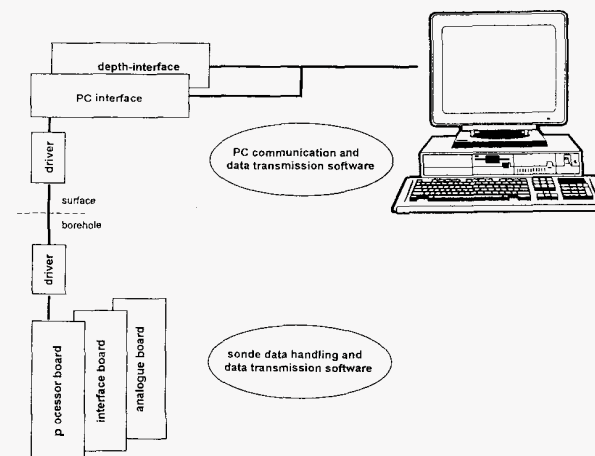 depth-interface
PC interface
driver
PC communication and
data transmission software
surface
borehole
driver
p ocessor board
interface board
analogue board
sonde data handling and
data transmission software